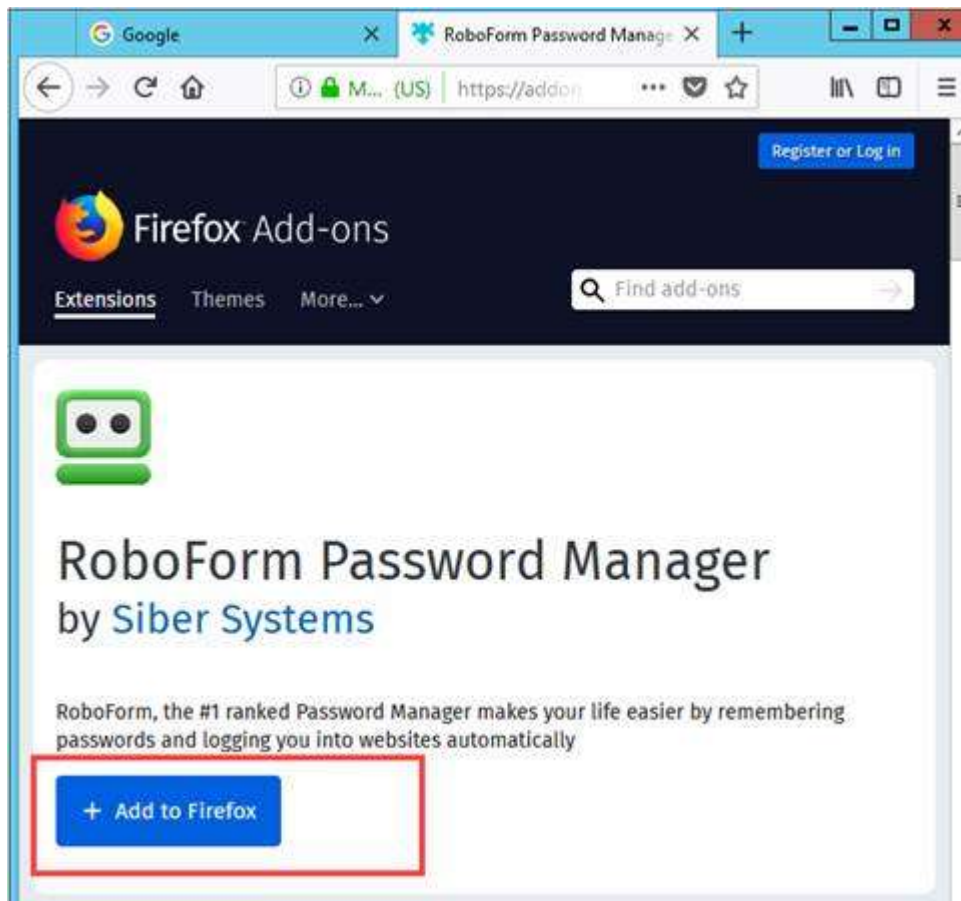 Google
RoboForm Password Manage
M... (US) https://addon
Register or Log in
Firefox Add-ons
Extensions Themes More...
Find add-ons
RoboForm Password Manager
by Siber Systems
RoboForm, the #1 ranked Password Manager makes your life easier by remembering
passwords and logging you into websites automatically
+ Add to Firefox